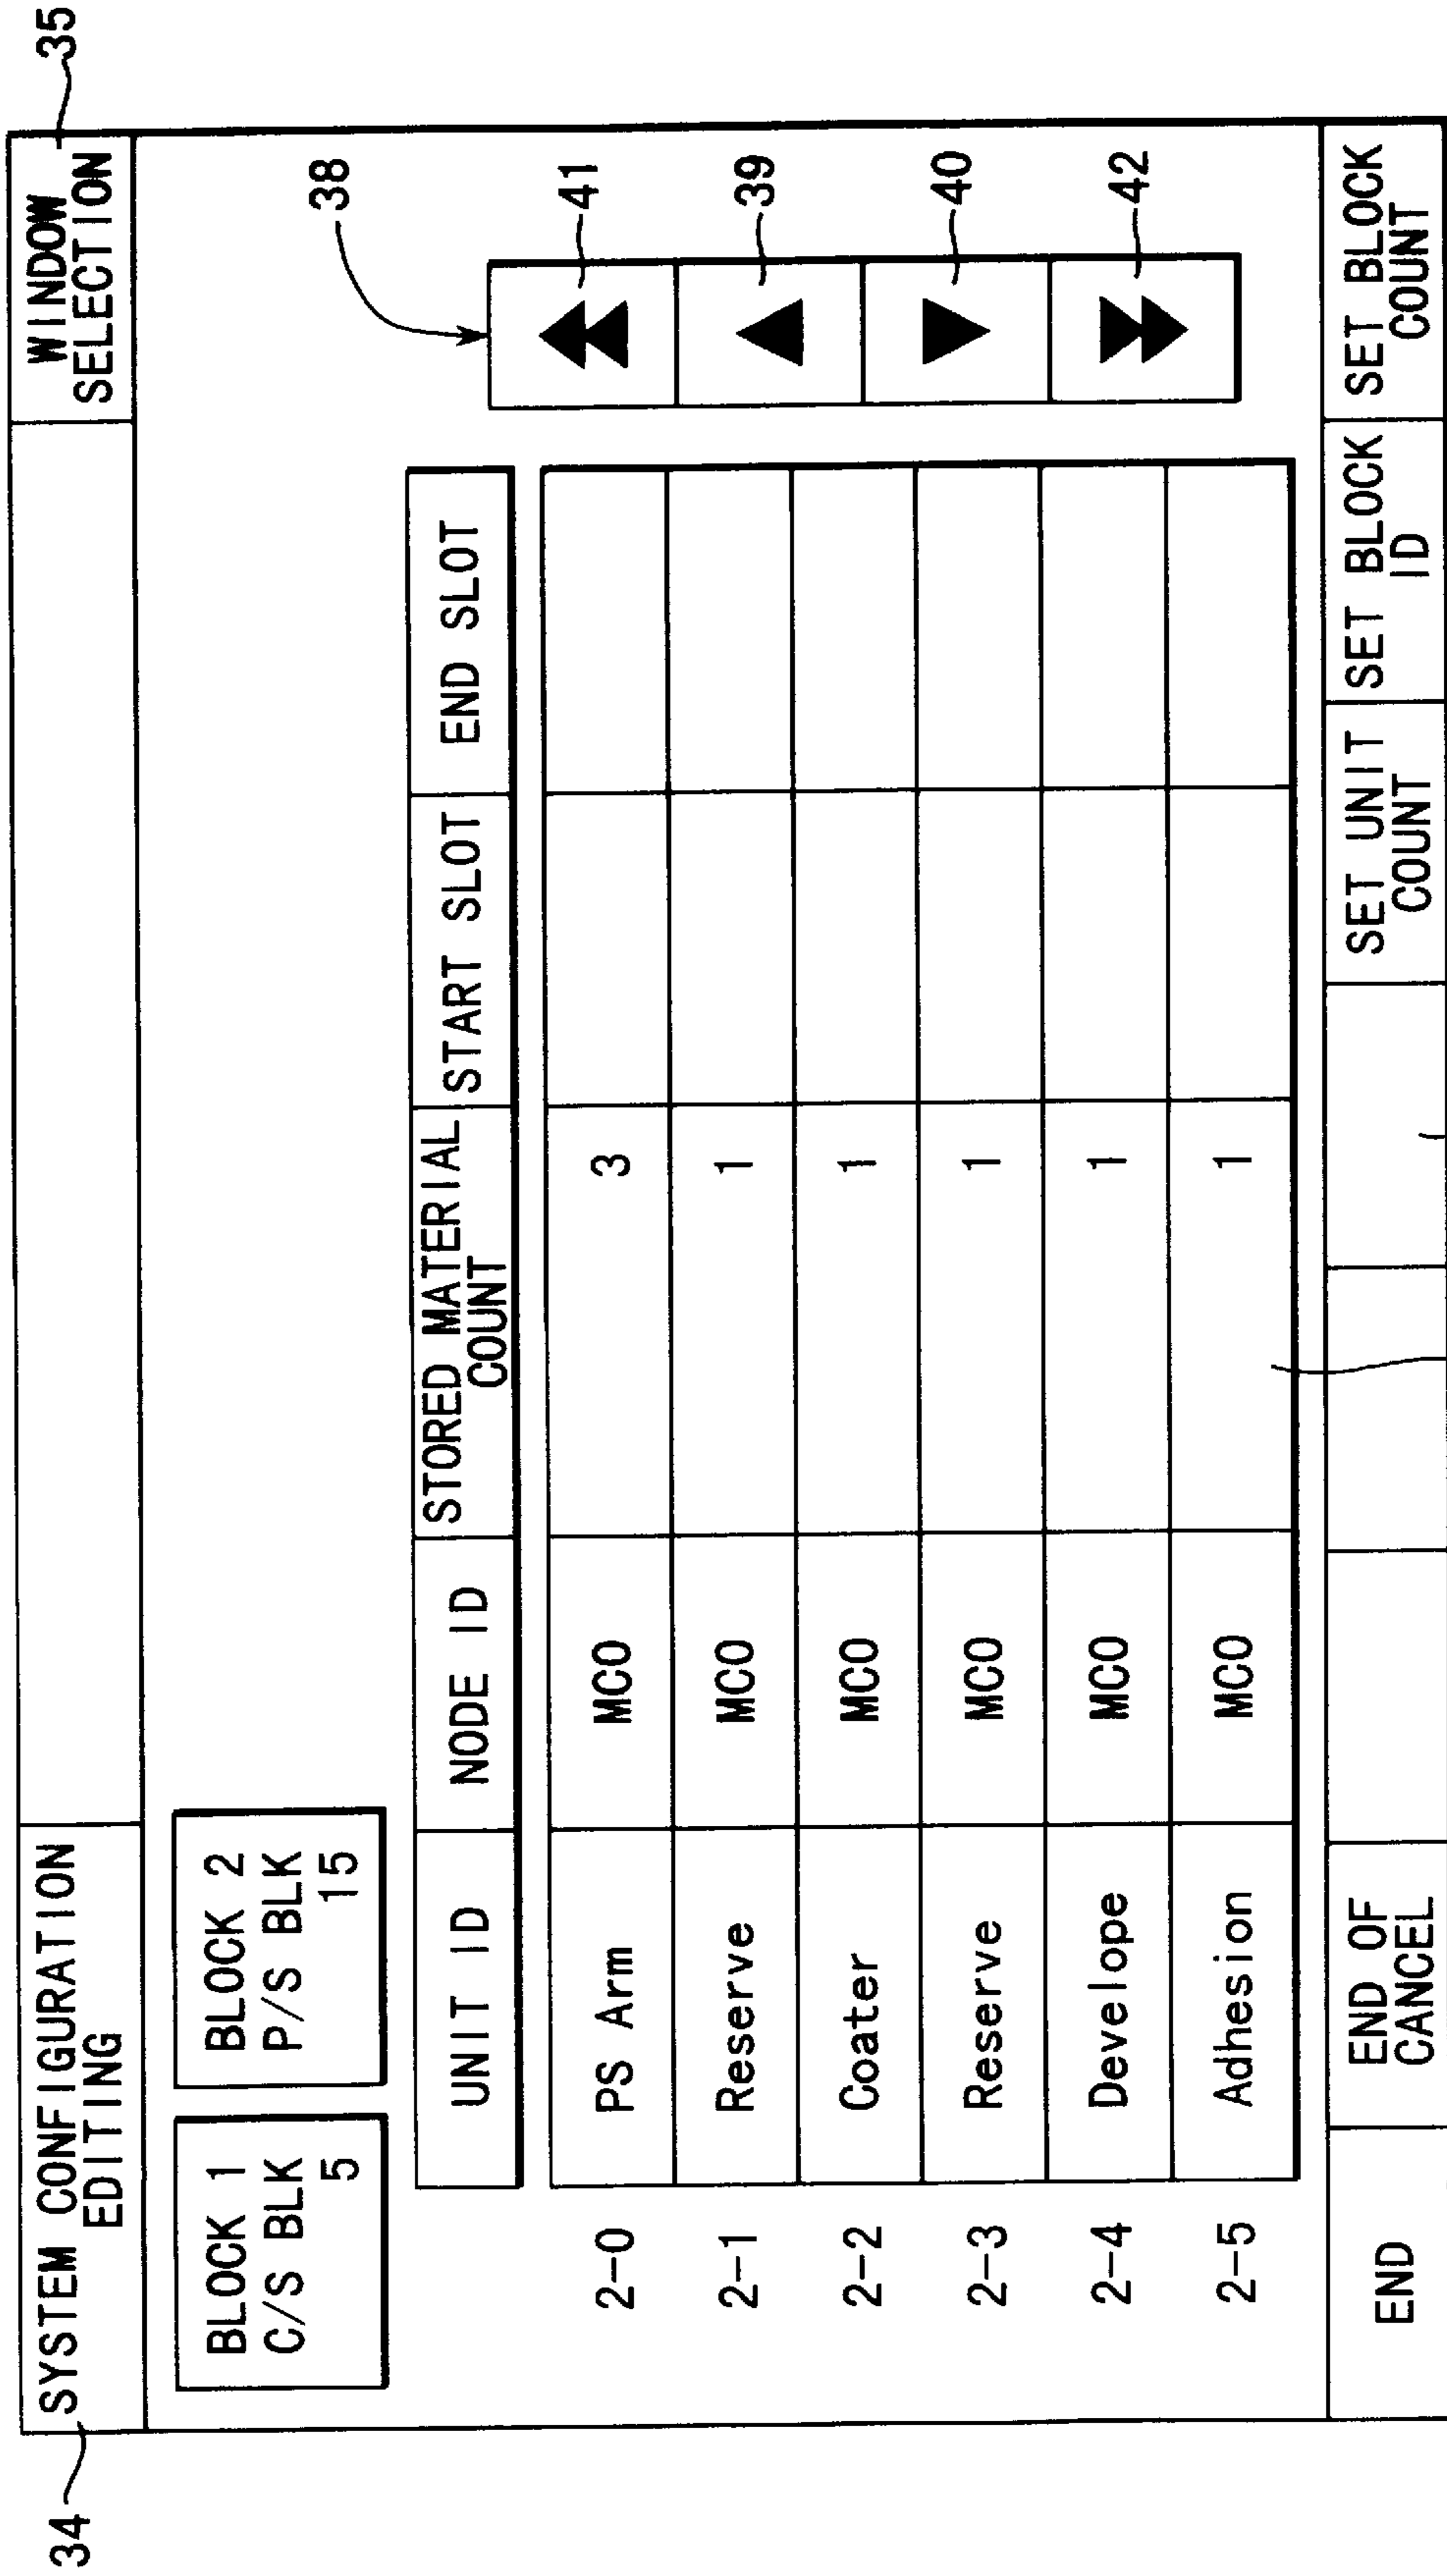 34
SYSTEM CONFIGURATION
EDITING
WINDOW
SELECTION
35
BLOCK 1
C/S BLK
5
BLOCK 2
P/S BLK
15
38
UNIT ID NODE ID STORED MATERIAL COUNT START SLOT END SLOT
2-0 PS Arm MCO 3
2-1 Reserve MCO 1
2-2 Coater MCO 1
2-3 Reserve MCO 1
2-4 Develope MCO 1
2-5 Adhesion MCO 1
41
39
40
42
END
END OF
CANCEL
SET UNIT
COUNT
SET BLOCK
ID
SET BLOCK
COUNT